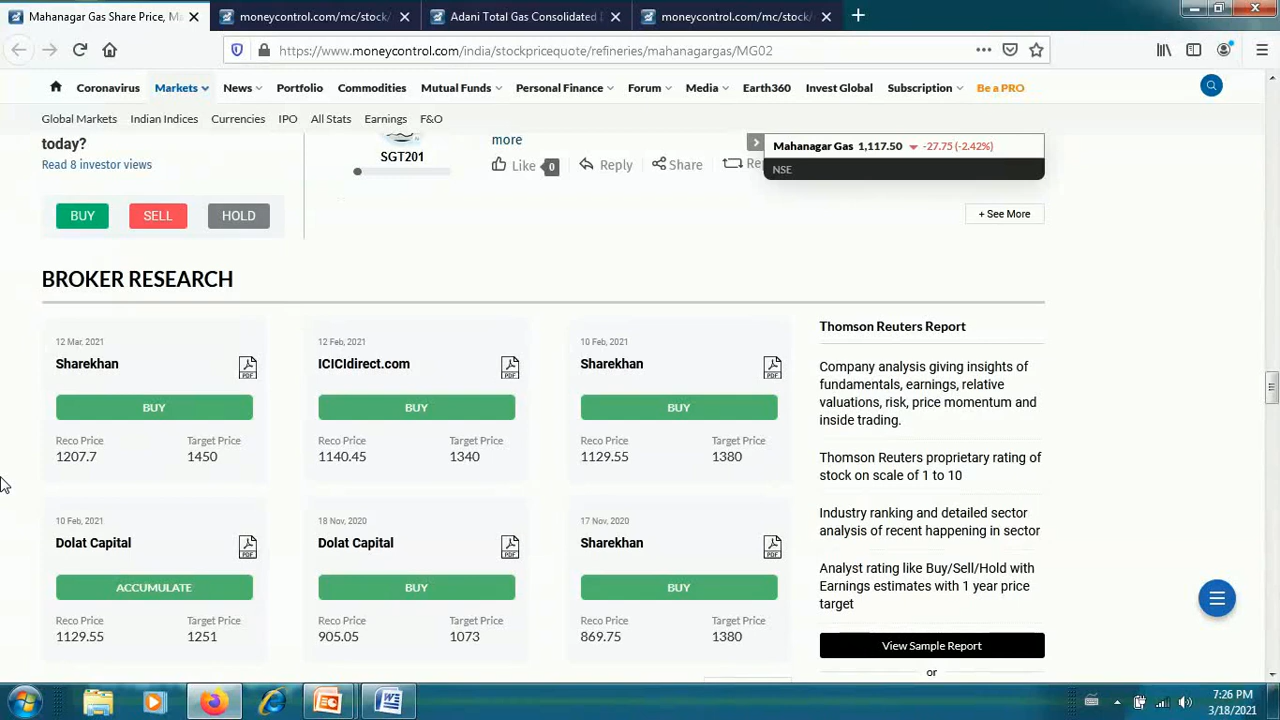 Mahanagar Gas Share Price, Ma
moneycontrol.com/mc/stock/
Adani Total Gas Consolidated
moneycontrol.com/mc/stock/
https://www.moneycontrol.com/india/stockpricequote/refineries/mahanagargas/MG02
Coronavirus Markets News Portfolio Commodities Mutual Funds Personal Finance Forum Media Earth360 Invest Global Subscription Be a PRO
Global Markets Indian Indices Currencies IPO All Stats Earnings F&O
today?
Read 8 investor views
BUY SELL HOLD
SGT201
more
Like 0 Reply Share Re
Mahanagar Gas 1,117.50 -27.75 (-2.42%)
NSE
+ See More
BROKER RESEARCH
12 Mar, 2021
Sharekhan
PDF
BUY
Reco Price Target Price
1207.7 1450
12 Feb, 2021
ICICIdirect.com
PDF
BUY
Reco Price Target Price
1140.45 1340
10 Feb, 2021
Sharekhan
PDF
BUY
Reco Price Target Price
1129.55 1380
10 Feb, 2021
Dolat Capital
PDF
ACCUMULATE
Reco Price Target Price
1129.55 1251
18 Nov, 2020
Dolat Capital
PDF
BUY
Reco Price Target Price
905.05 1073
17 Nov, 2020
Sharekhan
PDF
BUY
Reco Price Target Price
869.75 1380
Thomson Reuters Report
Company analysis giving insights of
fundamentals, earnings, relative
valuations, risk, price momentum and
inside trading.
Thomson Reuters proprietary rating of
stock on scale of 1 to 10
Industry ranking and detailed sector
analysis of recent happening in sector
Analyst rating like Buy/Sell/Hold with
Earnings estimates with 1 year price
target
View Sample Report
or
7:26 PM
3/18/2021